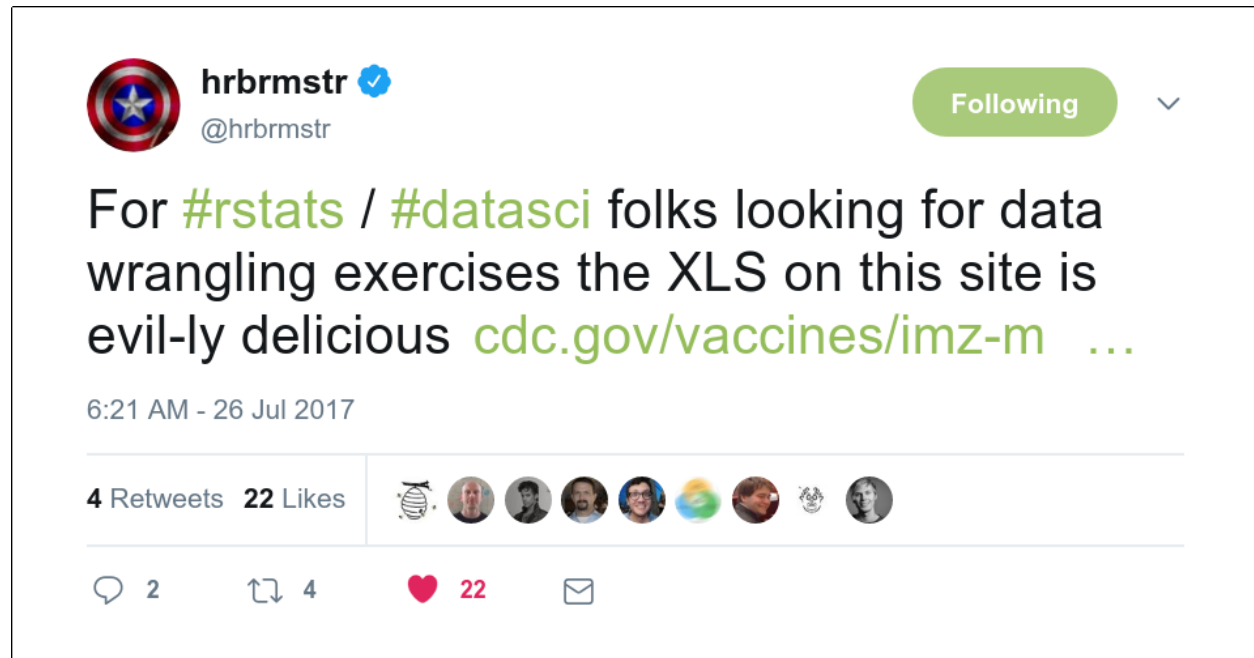 hrbrmstr
@hrbrmstr
Following
For #rstats / #datasci folks looking for data
wrangling exercises the XLS on this site is
evil-ly delicious cdc.gov/vaccines/imz-m …
6:21 AM - 26 Jul 2017
4 Retweets 22 Likes
2 4 22